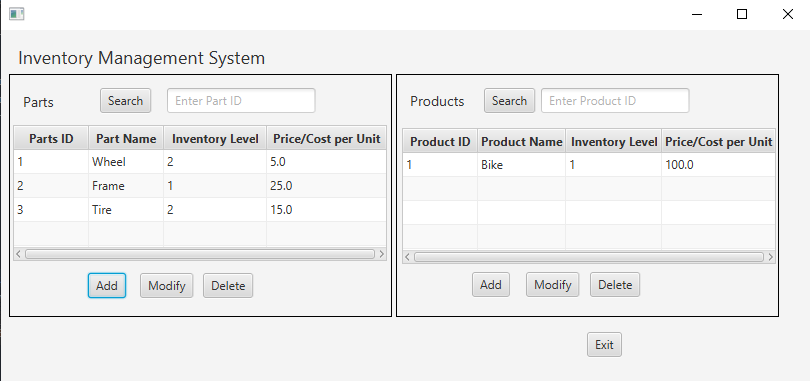 Inventory Management System
Parts Search Enter Part ID
Parts ID Part Name Inventory Level Price/Cost per Unit
1 Wheel 2 5.0
2 Frame 1 25.0
3 Tire 2 15.0
Add Modify Delete
Products Search Enter Product ID
Product ID Product Name Inventory Level Price/Cost per Unit
1 Bike 1 100.0
Add Modify Delete
Exit